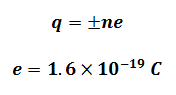 q = ±ne
e = 1.6 × 10⁻¹⁹ C